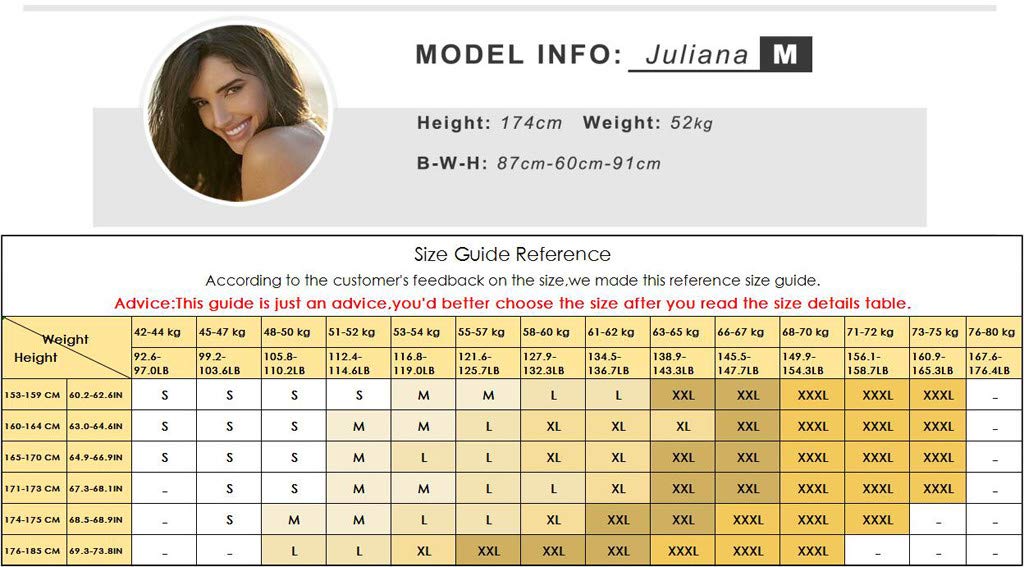 MODEL INFO: Juliana M
Height: 174cm Weight: 52kg
B-W-H: 87cm-60cm-91cm
Size Guide Reference
According to the customer's feedback on the size,we made this reference size guide.
Advice:This guide is just an advice,you'd better choose the size after you read the size details table.
Weight 42-44 kg 45-47 kg 48-50 kg 51-52 kg 53-54 kg 55-57 kg 58-60 kg 61-62 kg 63-65 kg 66-67 kg 68-70 kg 71-72 kg 73-75 kg 76-80 kg
Height 92.6- 99.2- 105.8- 112.4- 116.8- 121.6- 127.9- 134.5- 138.9- 145.5- 149.9- 156.1- 160.9- 167.6-
97.0LB 103.6LB 110.2LB 114.6LB 119.0LB 125.7LB 132.3LB 136.7LB 143.3LB 147.7LB 154.3LB 158.7LB 165.3LB 176.4LB
153-159 CM 60.2-62.6IN S S S S M M L L XXL XXL XXXL XXXL XXXL -
160-164 CM 63.0-64.6IN S S S M M L XL XL XL XXL XXXL XXXL XXXL -
165-170 CM 64.9-66.9IN S S S M L L XL XL XXL XXL XXXL XXXL XXXL -
171-173 CM 67.3-68.1IN - S S M M L L XL XXL XXL XXXL XXXL XXXL -
174-175 CM 68.5-68.9IN - S M M L L XL XXL XXL XXXL XXXL XXXL - -
176-185 CM 69.3-73.8IN - - L L XL XXL XXL XXL XXXL XXXL XXXL - - -